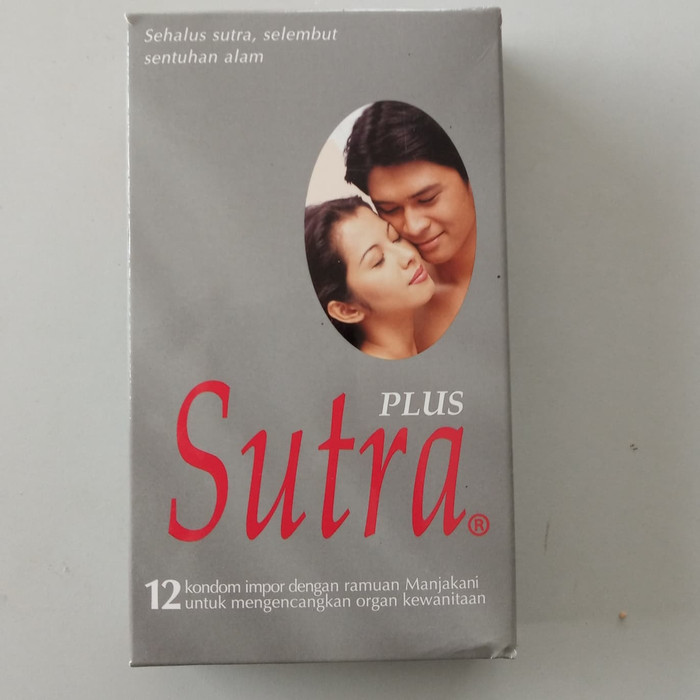 Sehalus sutra, selembut
sentuhan alam
PLUS
Sutra®
12 kondom impor dengan ramuan Manjakani
untuk mengencangkan organ kewanitaan